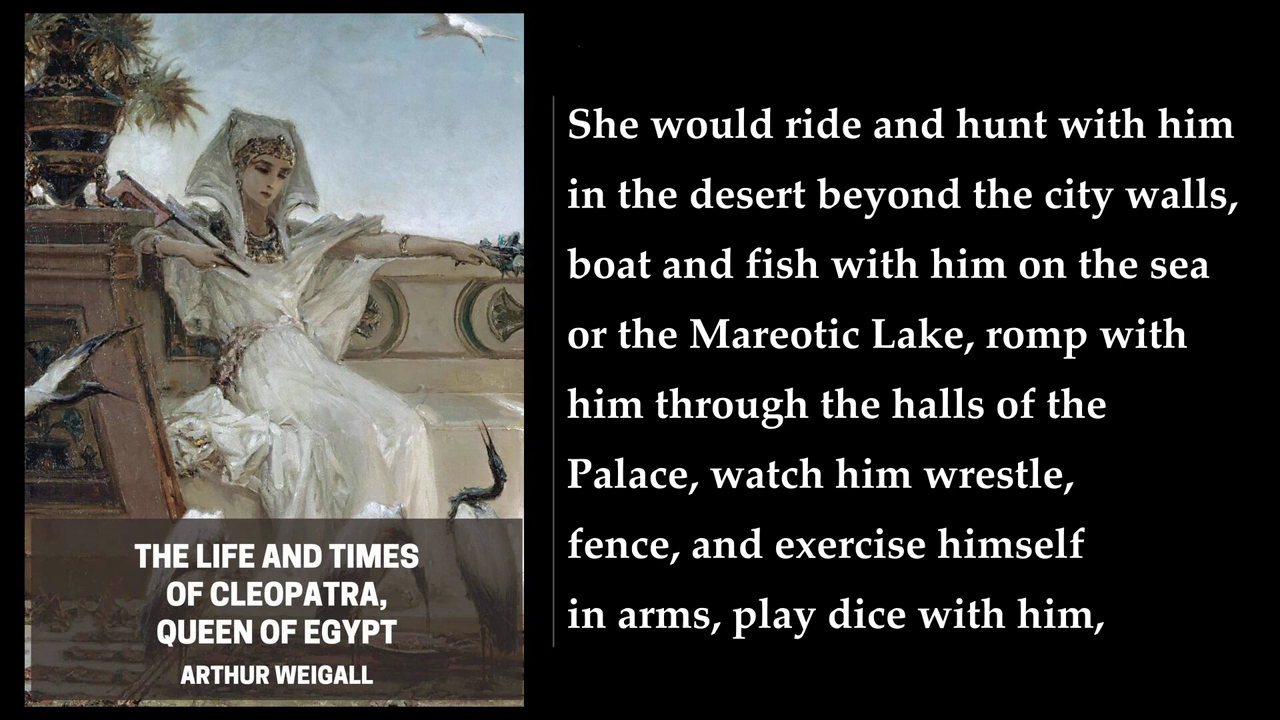 THE LIFE AND TIMES
OF CLEOPATRA,
QUEEN OF EGYPT
ARTHUR WEIGALL
She would ride and hunt with him
in the desert beyond the city walls,
boat and fish with him on the sea
or the Mareotic Lake, romp with
him through the halls of the
Palace, watch him wrestle,
fence, and exercise himself
in arms, play dice with him,